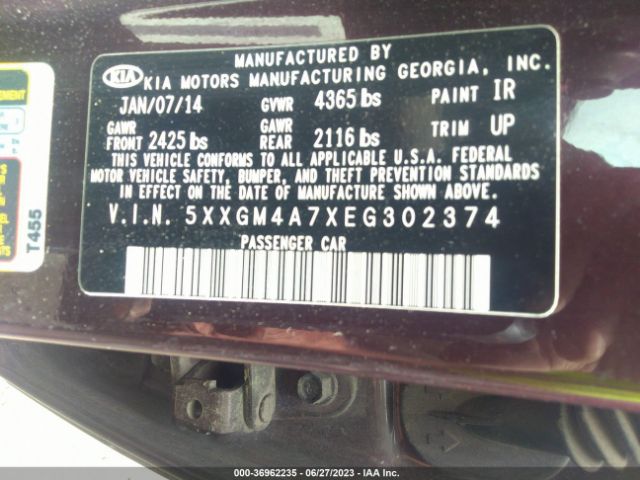 MANUFACTURED BY
KIA KIA MOTORS MANUFACTURING GEORGIA, INC.
JAN/07/14 GVWR 4365 lbs PAINT IR
GAWR FRONT 2425 lbs GAWR REAR 2116 lbs TRIM UP
THIS VEHICLE CONFORMS TO ALL APPLICABLE U.S.A. FEDERAL
MOTOR VEHICLE SAFETY, BUMPER, AND THEFT PREVENTION STANDARDS
IN EFFECT ON THE DATE OF MANUFACTURE SHOWN ABOVE.
V.I.N. 5XXGM4A7XEG302374
PASSENGER CAR
T455
000-36962235 - 06/27/2023 - IAA Inc.